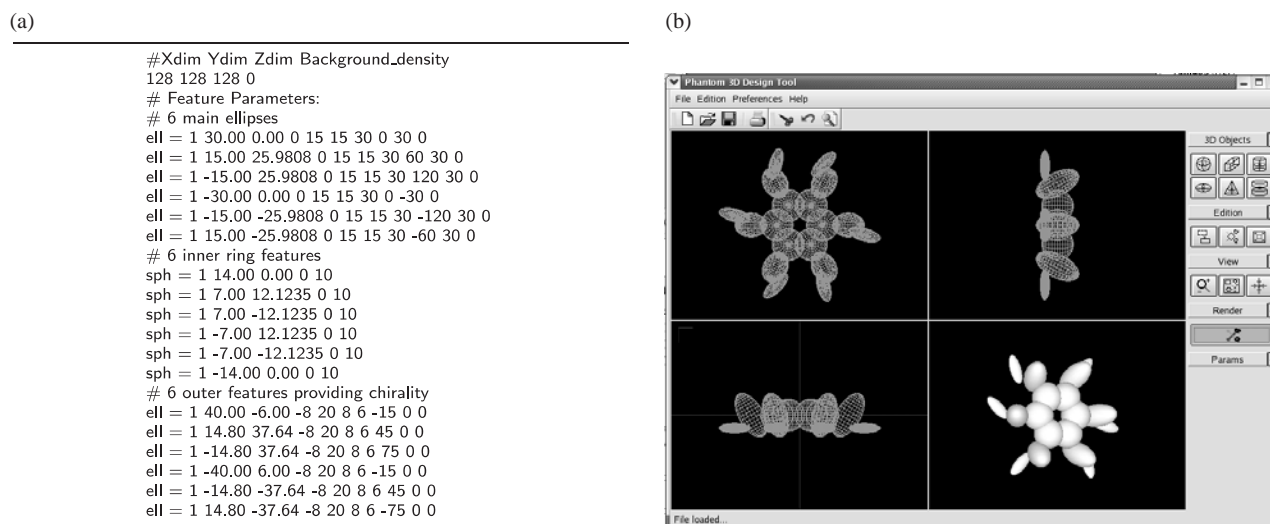 (a)
#Xdim Ydim Zdim Background_density
128 128 128 0
# Feature Parameters:
# 6 main ellipses
ell = 1 30.00 0.00 0 15 15 30 0 30 0
ell = 1 15.00 25.9808 0 15 15 30 60 30 0
ell = 1 -15.00 25.9808 0 15 15 30 120 30 0
ell = 1 -30.00 0.00 0 15 15 30 0 -30 0
ell = 1 -15.00 -25.9808 0 15 15 30 -120 30 0
ell = 1 15.00 -25.9808 0 15 15 30 -60 30 0
# 6 inner ring features
sph = 1 14.00 0.00 0 10
sph = 1 7.00 12.1235 0 10
sph = 1 7.00 -12.1235 0 10
sph = 1 -7.00 12.1235 0 10
sph = 1 -7.00 -12.1235 0 10
sph = 1 -14.00 0.00 0 10
# 6 outer features providing chirality
ell = 1 40.00 -6.00 -8 20 8 6 -15 0 0
ell = 1 14.80 37.64 -8 20 8 6 45 0 0
ell = 1 -14.80 37.64 -8 20 8 6 75 0 0
ell = 1 -40.00 6.00 -8 20 8 6 -15 0 0
ell = 1 -14.80 -37.64 -8 20 8 6 45 0 0
ell = 1 14.80 -37.64 -8 20 8 6 -75 0 0
(b)
Phantom 3D Design Tool
File Edition Preferences Help
3D Objects
Edition
View
Render
Params
File loaded...